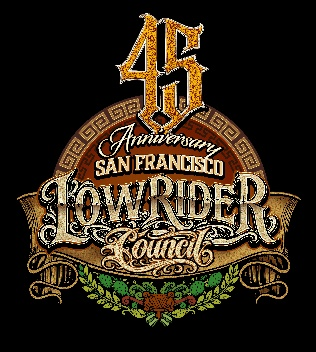 45
Anniversary
SAN FRANCISCO
LOWRIDER
Council